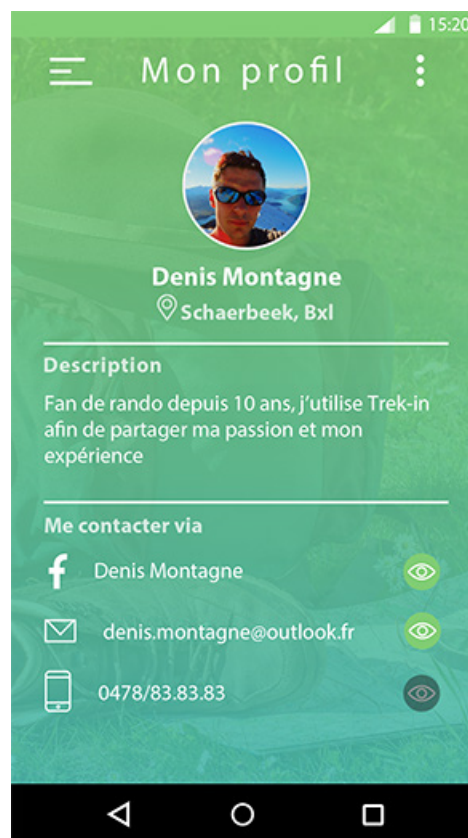 15:20
Mon profil
Denis Montagne
Schaerbeek, Bxl
Description
Fan de rando depuis 10 ans, j'utilise Trek-in
afin de partager ma passion et mon
expérience
Me contacter via
Denis Montagne
denis.montagne@outlook.fr
0478/83.83.83